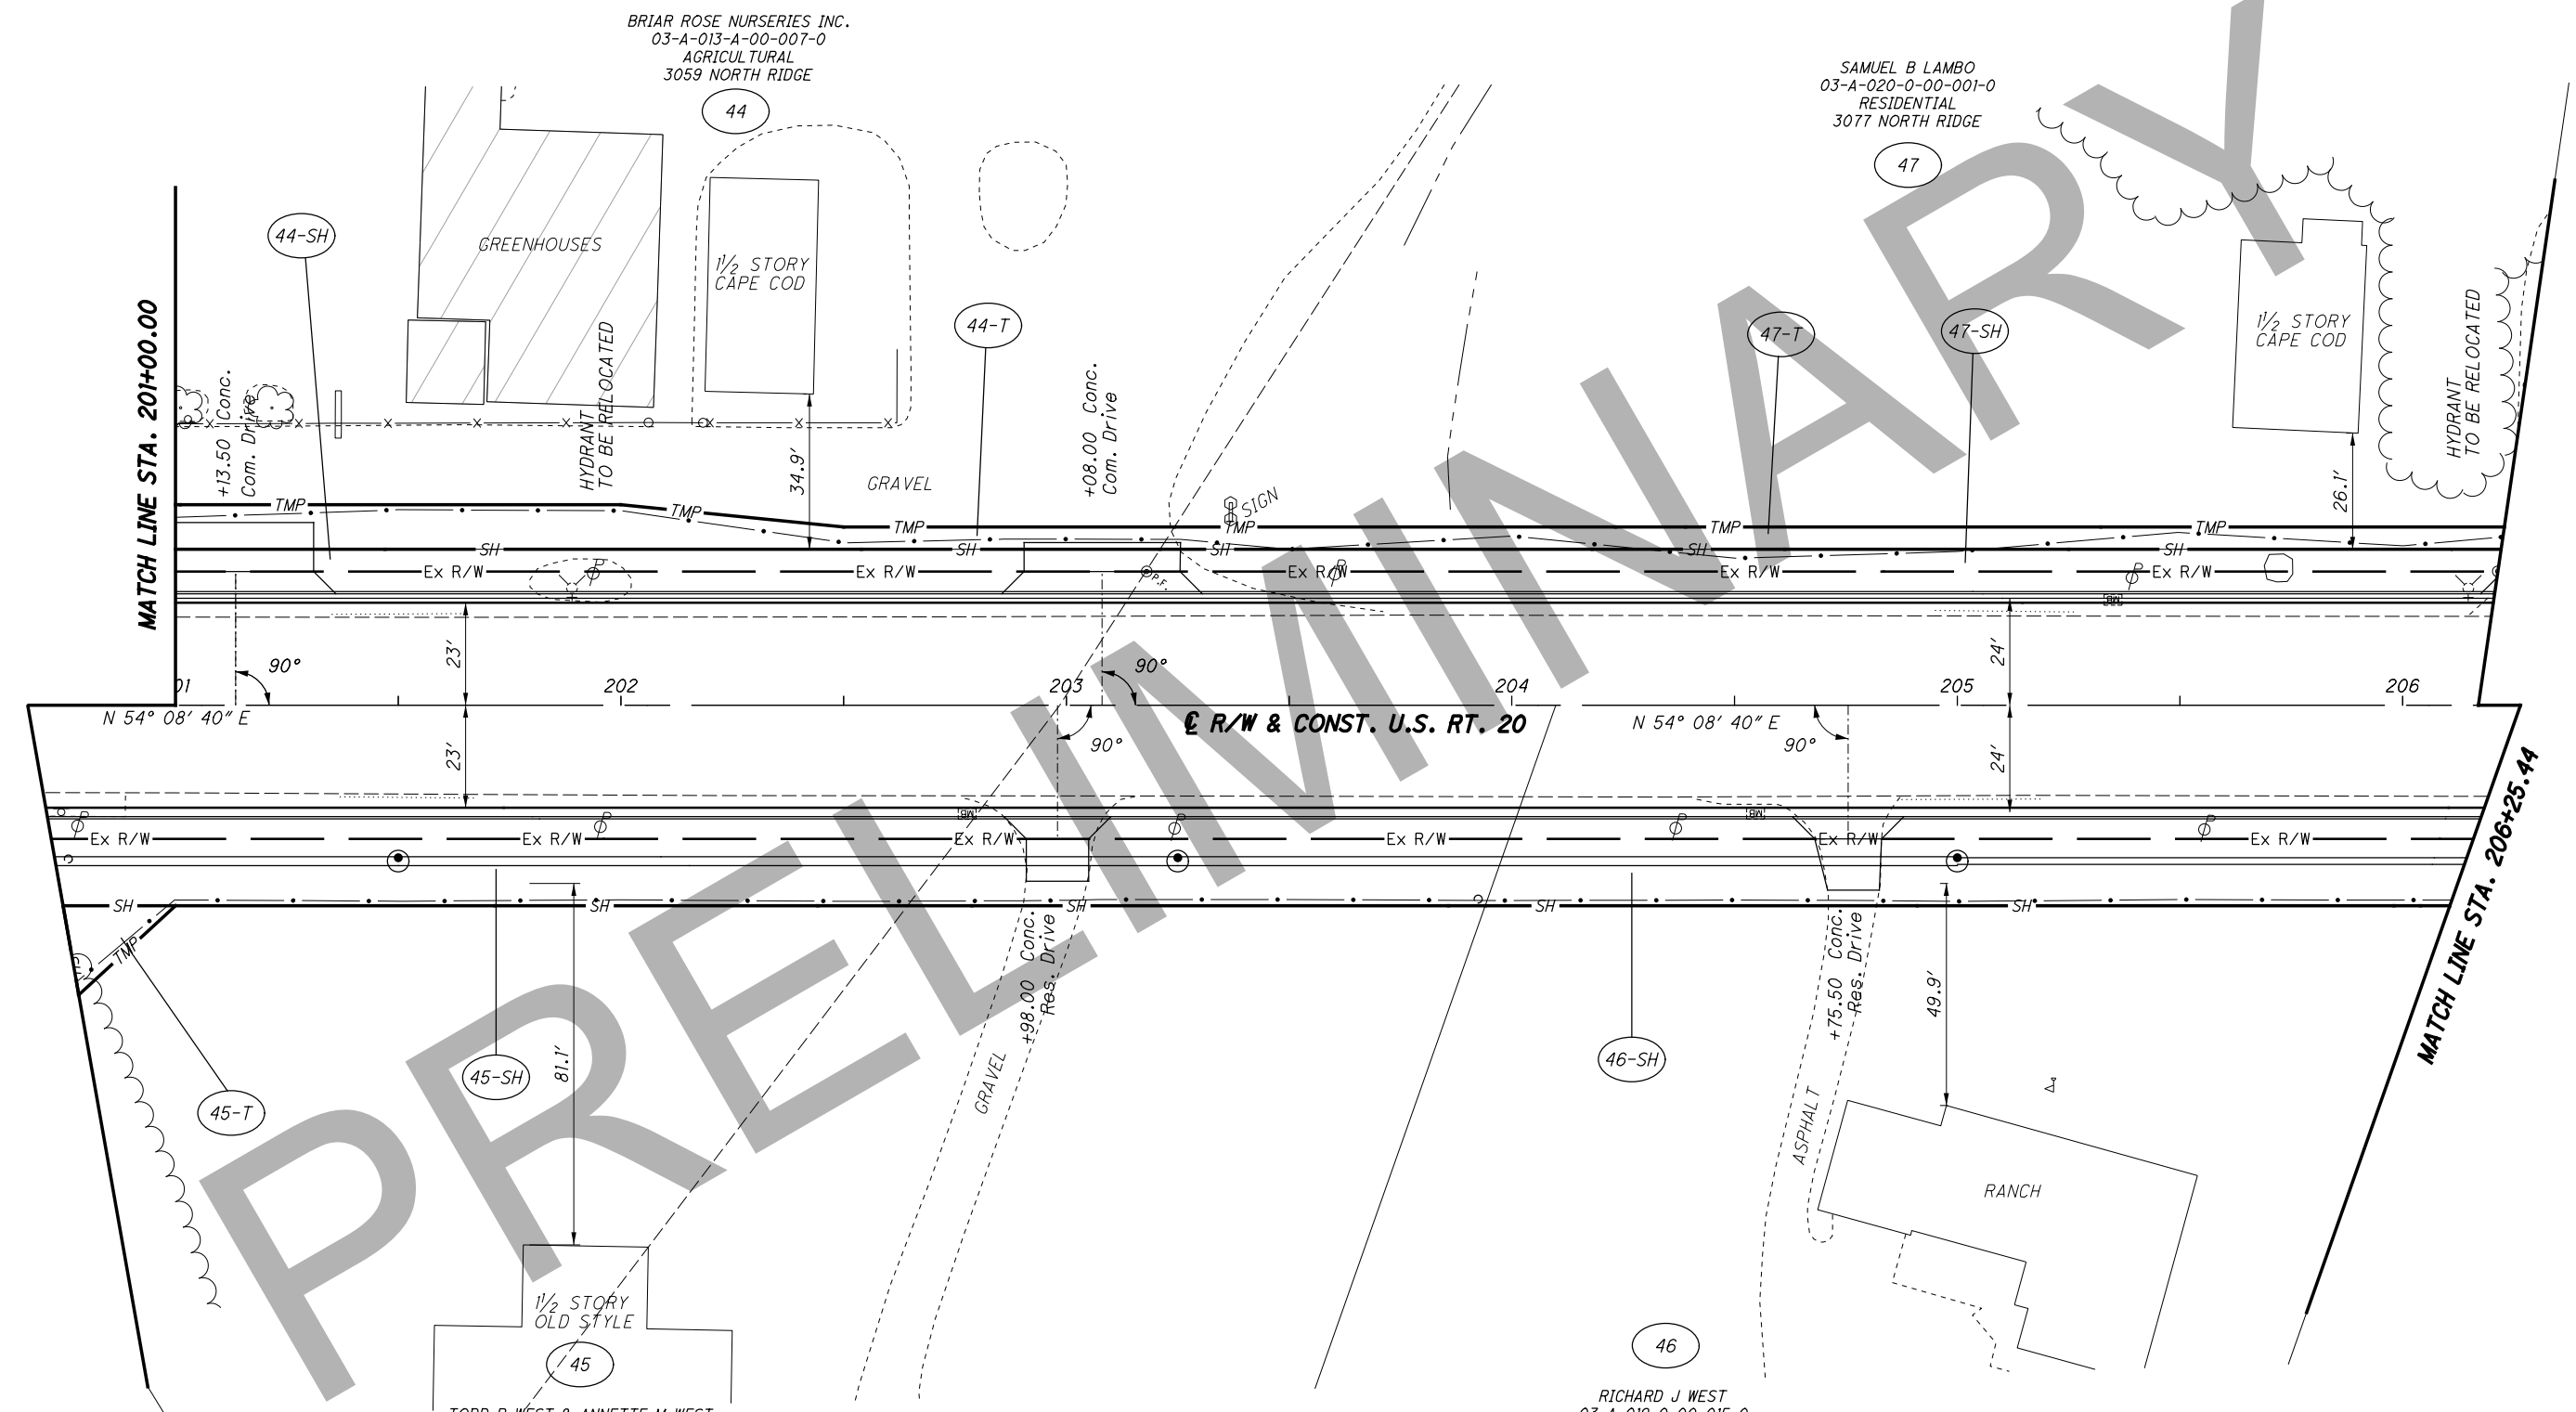 BRIAR ROSE NURSERIES INC.
03-A-013-A-00-007-0
AGRICULTURAL
3059 NORTH RIDGE
44
SAMUEL B LAMBO
03-A-020-0-00-001-0
RESIDENTIAL
3077 NORTH RIDGE
47
44-SH
GREENHOUSES
1½ STORY
CAPE COD
44-T
47-T
47-SH
1½ STORY
CAPE COD
MATCH LINE STA. 201+00.00
+13.50 Conc.
Com. Drive
HYDRANT
TO BE RELOCATED
34.9'
GRAVEL
+08.00 Conc.
Com. Drive
SIGN
26.1'
HYDRANT
TO BE RELOCATED
TMP
TMP
TMP
TMP
TMP
TMP
SH
SH
SH
SH
SH
Ex R/W
Ex R/W
P.F.
Ex R/W
Ex R/W
Ex R/W
MB
23'
90°
90°
24'
01
202
203
204
205
206
N 54° 08' 40" E
℄ R/W & CONST. U.S. RT. 20
N 54° 08' 40" E
23'
90°
90°
24'
MB
MB
Ex R/W
Ex R/W
Ex R/W
Ex R/W
Ex R/W
Ex R/W
SH
SH
SH
SH
SH
TMP
45-T
45-SH
81.1'
+98.00 Conc.
Res. Drive
GRAVEL
46-SH
+75.50 Conc.
Res. Drive
ASPHALT
49.9'
RANCH
MATCH LINE STA. 206+25.44
1½ STORY
OLD STYLE
45
46
RICHARD J WEST
PRELIMINARY